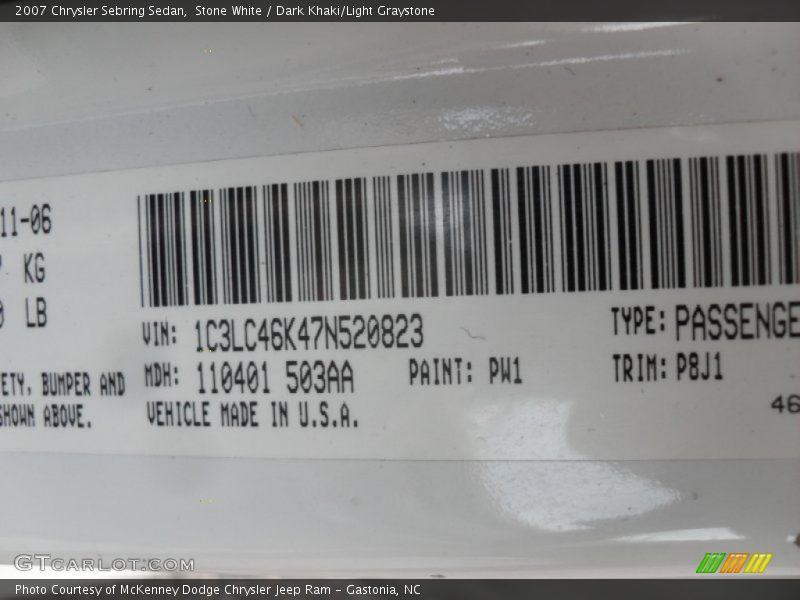 2007 Chrysler Sebring Sedan, Stone White / Dark Khaki/Light Graystone
11-06
KG
LB
VIN: 1C3LC46K47N520823
TYPE: PASSENGE
ETY, BUMPER AND
MDH: 110401 503AA
PAINT: PW1
TRIM: P8J1
SHOWN ABOVE.
VEHICLE MADE IN U.S.A.
46
GTCARLOT.COM
Photo Courtesy of McKenney Dodge Chrysler Jeep Ram - Gastonia, NC